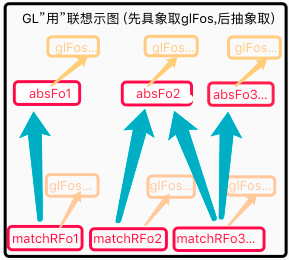 GL”用”联想示图 (先具象取glFos,后抽象取)
glFos... glFos... glFos...
absFo1 absFo2 absFo3...
glFos... glFos... glFos...
matchRFo1 matchRFo2 matchRFo3...